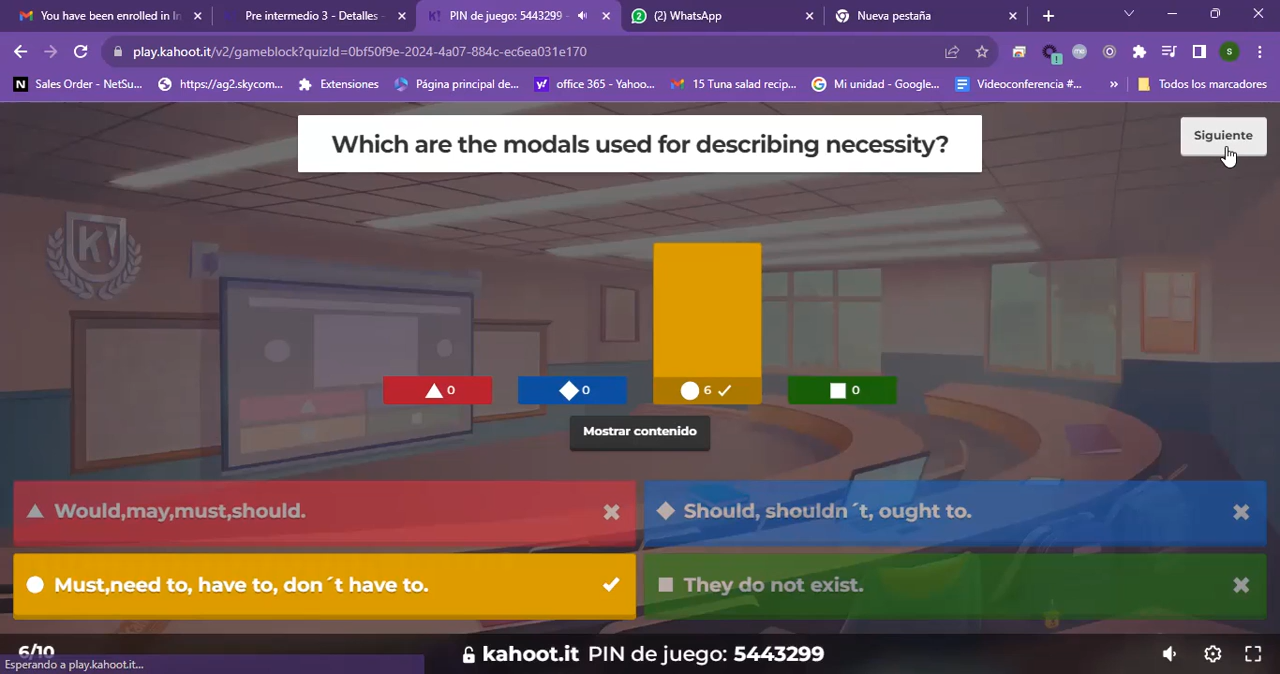 You have been enrolled in In
Pre intermedio 3 - Detalles
PIN de juego: 5443299 -
(2) WhatsApp
Nueva pestaña
play.kahoot.it/v2/gameblock?quizId=0bf50f9e-2024-4a07-884c-ec6ea031e170
Sales Order - NetSu...
https://ag2.skycom...
Extensiones
Página principal de...
office 365 - Yahoo...
15 Tuna salad recip...
Mi unidad - Google...
Videoconferencia #...
»
Todos los marcadores
Which are the modals used for describing necessity?
Siguiente
K!
0
0
6
0
Mostrar contenido
Would,may,must,should.
Should, shouldn´t, ought to.
Must,need to, have to, don´t have to.
They do not exist.
6/10
Esperando a play.kahoot.it...
kahoot.it PIN de juego: 5443299